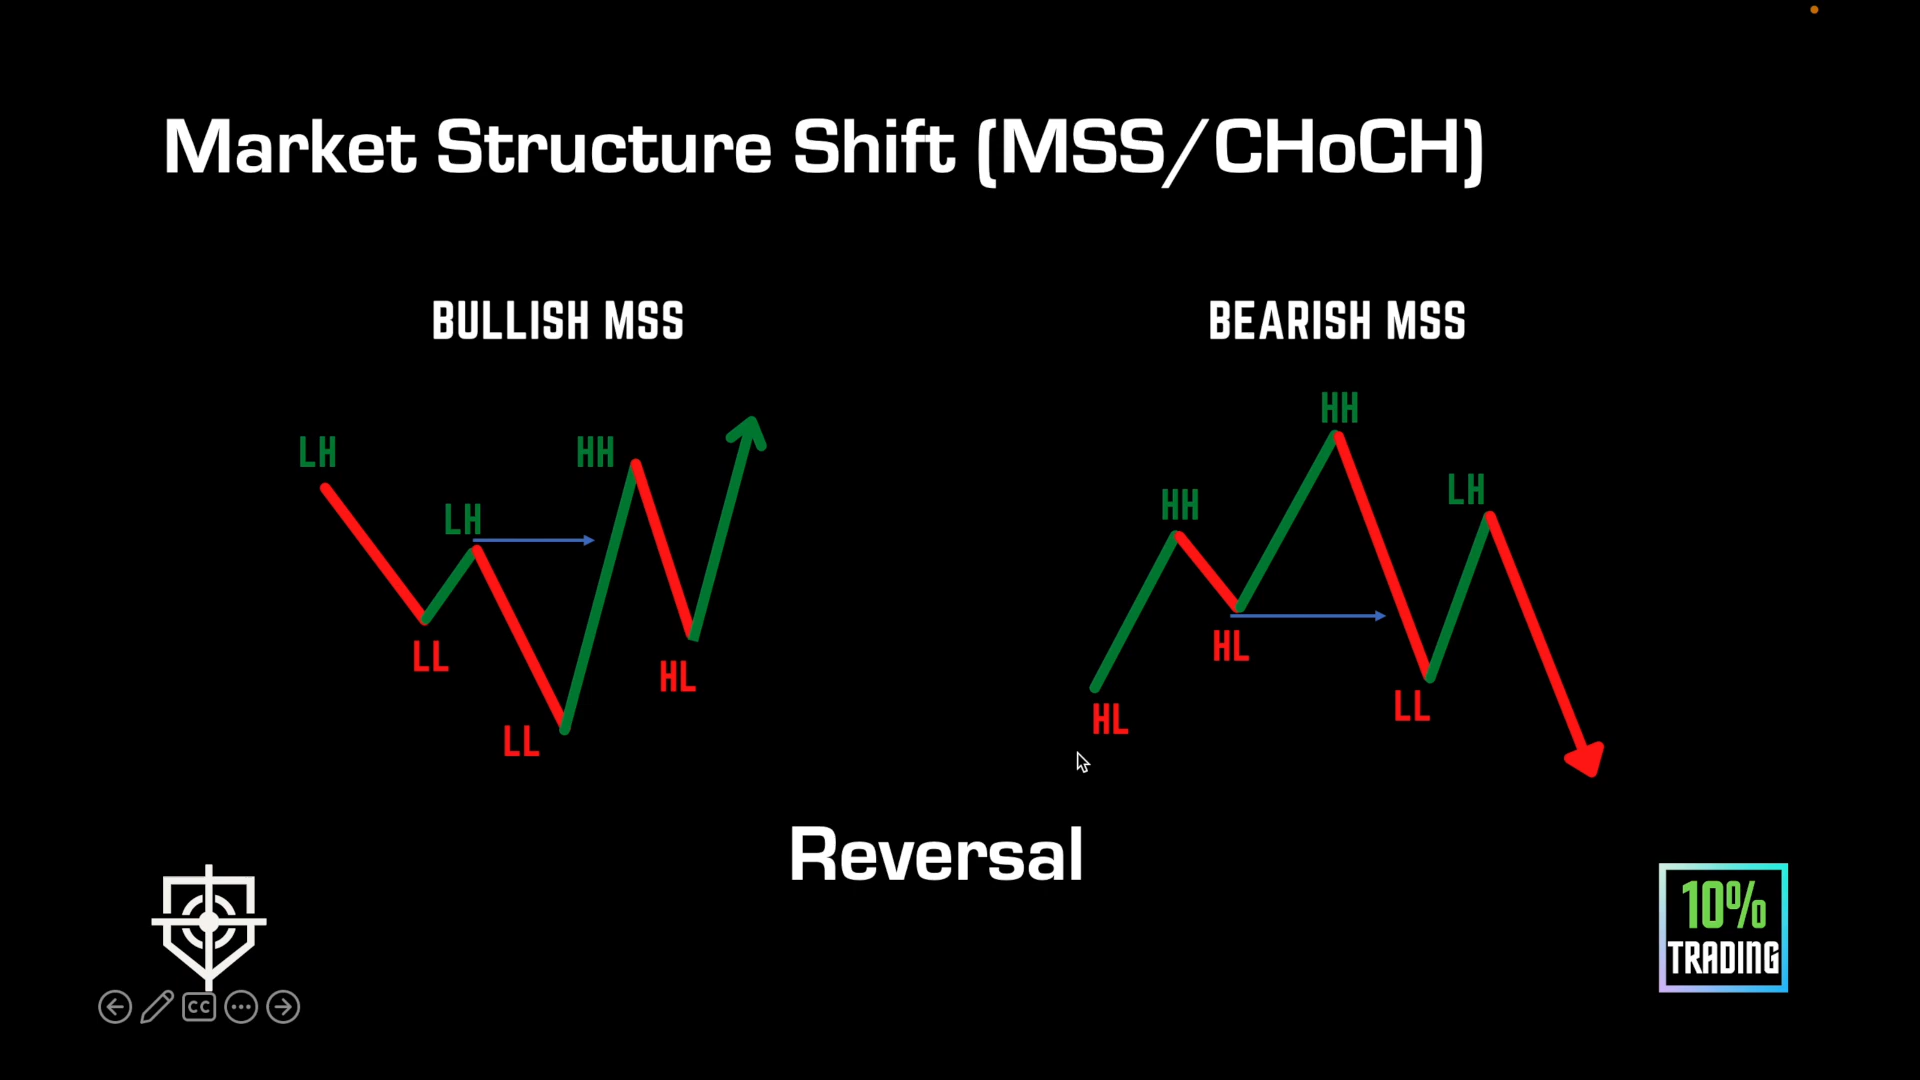 Market Structure Shift (MSS/CHoCH)
BULLISH MSS
BEARISH MSS
LH
LH
HH
LL
LL
HL
HH
HH
LH
HL
HL
LL
Reversal
10%
TRADING
CC